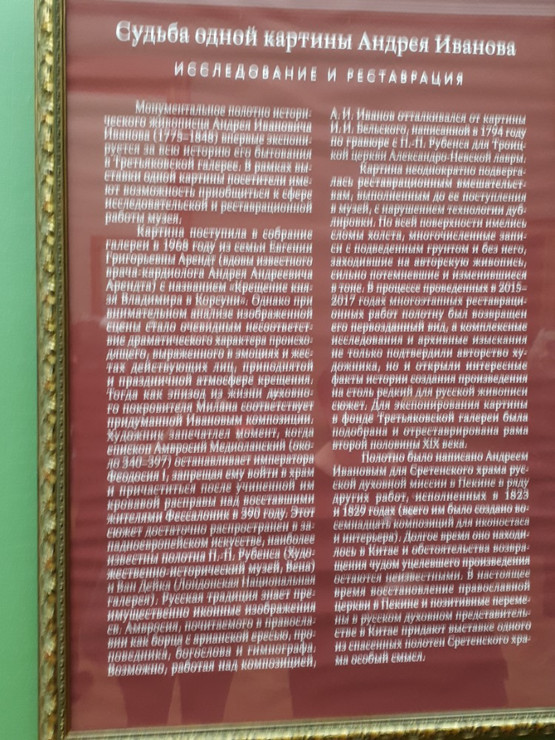 Судьба одной картины Андрея Иванова
ИССЛЕДОВАНИЕ И РЕСТАВРАЦИЯ
Монументальное полотно истори-
ческого живописца Андрея Ивановича
Иванова (1775–1848) впервые экспони-
руется за всю историю его бытования
в Третьяковской галерее. В рамках вы-
ставки одной картины посетители име-
ют возможность приобщиться к сфере
исследовательской и реставрационной
работы музея.
Картина поступила в собрание
галереи в 1968 году из семьи Евгении
Григорьевны Арендт (вдовы известного
врача-кардиолога Андрея Андреевича
Арендта) с названием «Крещение кня-
зя Владимира в Корсуни». Однако при
внимательном анализе изображенной
сцены стало очевидным несоответст-
вие драматического характера происхо-
дящего, выраженного в эмоциях и жес-
тах действующих лиц, приподнятой
и праздничной атмосфере крещения.
Тогда как эпизод из жизни духовно-
го покровителя Милана соответствует
придуманной Ивановым композиции.
Художник запечатлел момент, когда
епископ Амвросий Медиоланский (око-
ло 340–397) останавливает императора
Феодосия I, запрещая ему войти в храм
и причаститься после учиненной им
кровавой расправы над восставшими
жителями Фессалоник в 390 году. Этот
сюжет достаточно распространен в за-
падноевропейском искусстве, наиболее
известны полотна П.-П. Рубенса (Худо-
жественно-исторический музей, Вена)
и Ван Дейка (Лондонская Национальная
галерея). Русская традиция знает пре-
имущественно иконные изображения
св. Амвросия, почитаемого в правосла-
вии как борца с арианской ересью, про-
поведника, богослова и гимнографа.
Возможно, работая над композицией,
А. И. Иванов отталкивался от картины
И. И. Бельского, написанной в 1794 году
по гравюре с П.-П. Рубенса для Троиц-
кой церкви Александро-Невской лавры.
Картина неоднократно подверга-
лась реставрационным вмешательст-
вам, выполненным до ее поступления
в музей, с нарушением технологии дуб-
лировки. По всей поверхности имелись
сломы холста, многочисленные запи-
си с подведенным грунтом и без него,
заходившие на авторскую живопись,
сильно потемневшие и изменившиеся
в тоне. В процессе проведенных в 2015–
2017 годах многоэтапных реставраци-
онных работ полотну был возвращен
его первозданный вид, а комплексные
исследования и архивные изыскания
не только подтвердили авторство ху-
дожника, но и открыли интересные
факты истории создания произведения
на столь редкий для русской живописи
сюжет. Для экспонирования картины
в фонде Третьяковской галереи была
подобрана и отреставрирована рама
второй половины XIX века.
Полотно было написано Андреем
Ивановым для Сретенского храма рус-
ской духовной миссии в Пекине в ряду
других работ, исполненных в 1823
и 1829 годах (всего им было создано во-
семнадцать композиций для иконостаса
и интерьера). Долгое время оно находи-
лось в Китае и обстоятельства возвра-
щения чудом уцелевшего произведения
остаются неизвестными. В настоящее
время восстановление православной
церкви в Пекине и позитивные переме-
ны в русском духовном представитель-
стве в Китае придают выставке одного
из спасенных полотен Сретенского хра-
ма особый смысл.